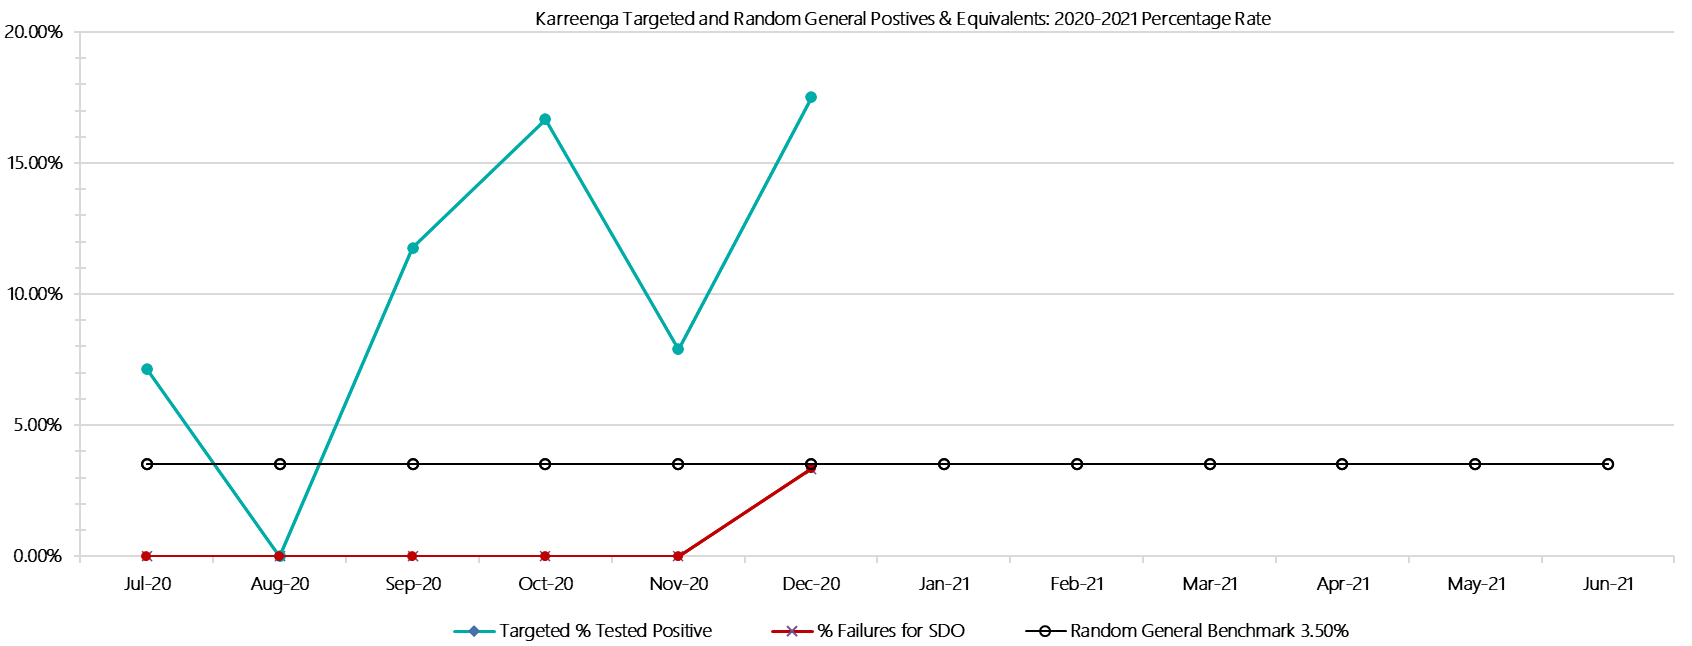 Karreenga Targeted and Random General Postives & Equivalents: 2020-2021 Percentage Rate
20.00%
15.00%
10.00%
5.00%
0.00%
Jul-20 Aug-20 Sep-20 Oct-20 Nov-20 Dec-20 Jan-21 Feb-21 Mar-21 Apr-21 May-21 Jun-21
Targeted % Tested Positive % Failures for SDO Random General Benchmark 3.50%